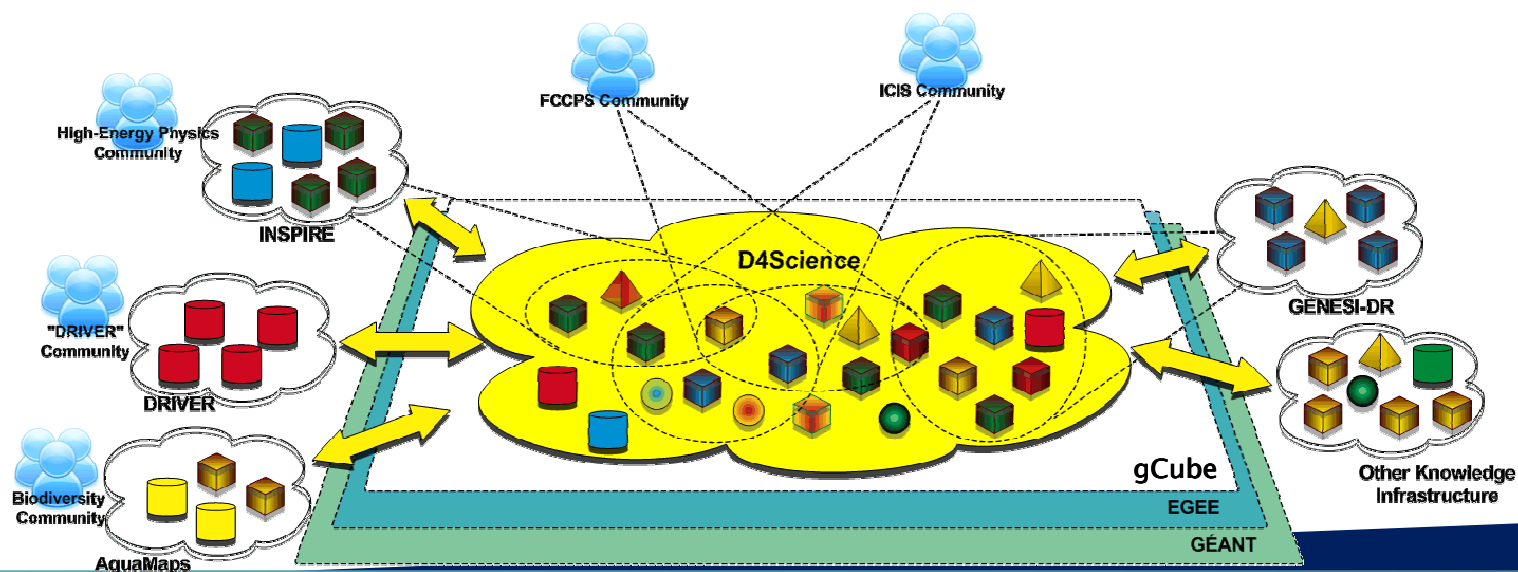 FCCPS Community
ICIS Community
High-Energy Physics
Community
INSPIRE
D4Science
GENESI-DR
"DRIVER"
Community
DRIVER
gCube
Other Knowledge
Infrastructure
Biodiversity
Community
EGEE
GÉANT
AquaMaps